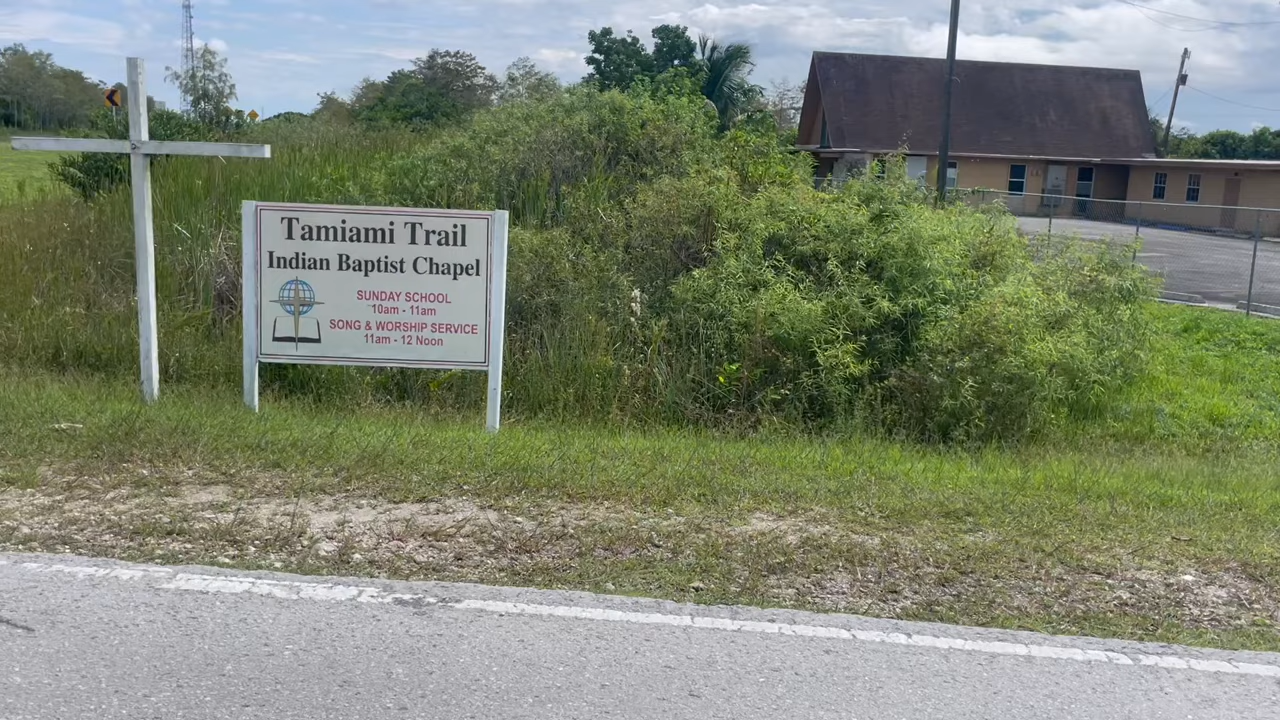 Tamiami Trail
Indian Baptist Chapel
SUNDAY SCHOOL
10am - 11am
SONG & WORSHIP SERVICE
11am - 12 Noon